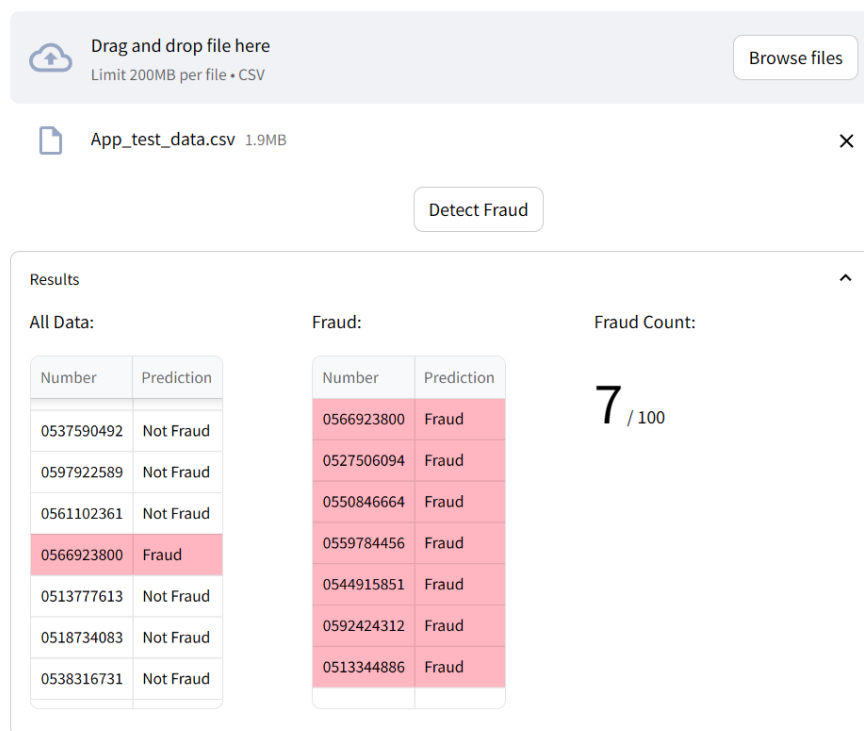 Drag and drop file here
Limit 200MB per file • CSV
Browse files
App_test_data.csv 1.9MB
Detect Fraud
Results
All Data:
Number Prediction
0537590492 Not Fraud
0597922589 Not Fraud
0561102361 Not Fraud
0566923800 Fraud
0513777613 Not Fraud
0518734083 Not Fraud
0538316731 Not Fraud
Fraud:
Number Prediction
0566923800 Fraud
0527506094 Fraud
0550846664 Fraud
0559784456 Fraud
0544915851 Fraud
0592424312 Fraud
0513344886 Fraud
Fraud Count:
7 / 100